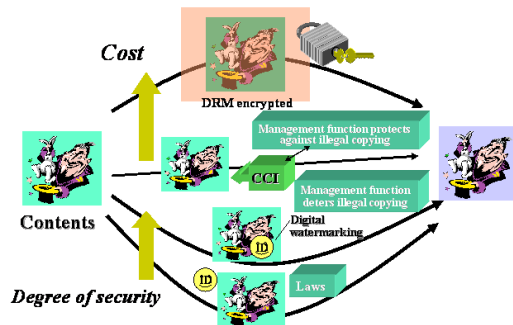 Cost
DRM encrypted
Management function protects
against illegal copying
CCI
Management function
deters illegal copying
Contents
Digital
watermarking
ID
ID
Laws
Degree of security